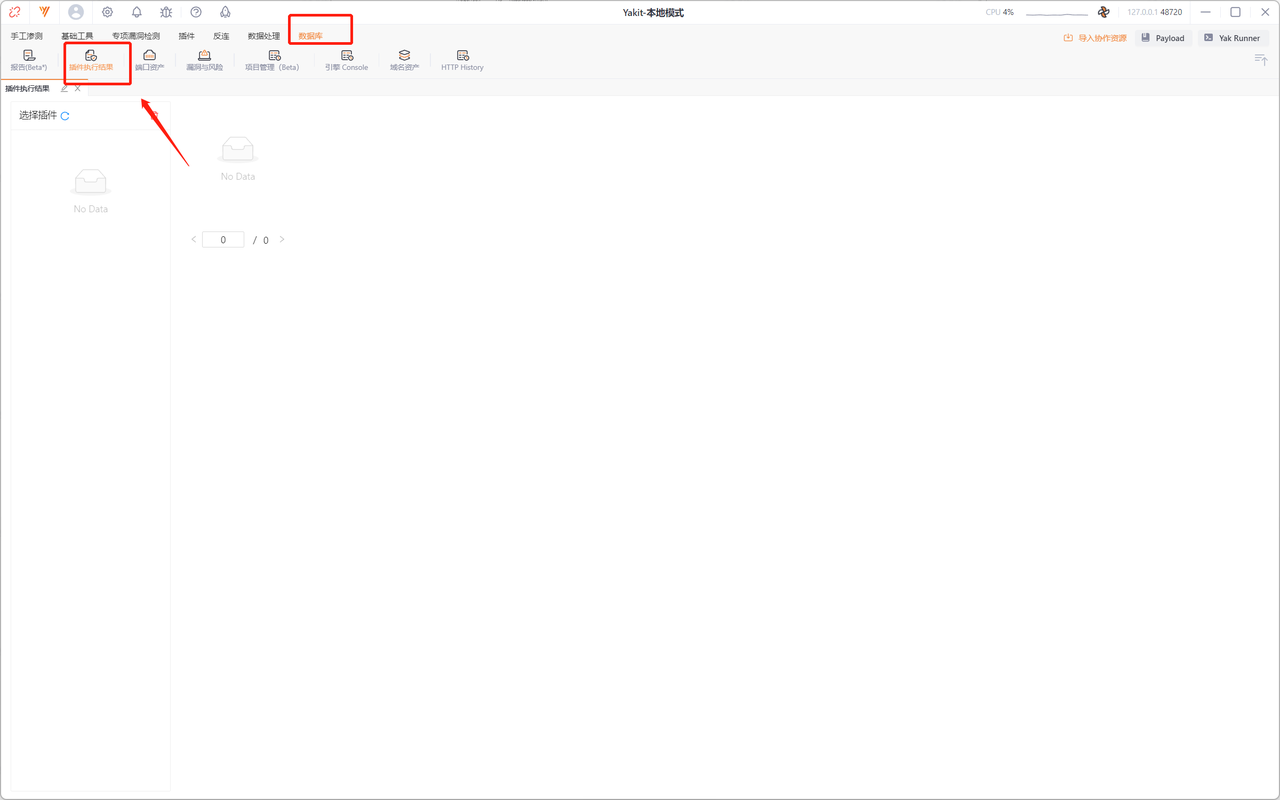 Yakit-本地模式
CPU 4%
127.0.0.1 48720
手工渗测 基础工具 专项漏洞检测 插件 反连 数据处理 数据库
导入协作资源 Payload Yak Runner
报告(Beta*) 插件执行结果 端口资产 漏洞与风险 项目管理（Beta） 引擎 Console 域名资产 HTTP History
插件执行结果
选择插件
No Data
No Data
0 / 0